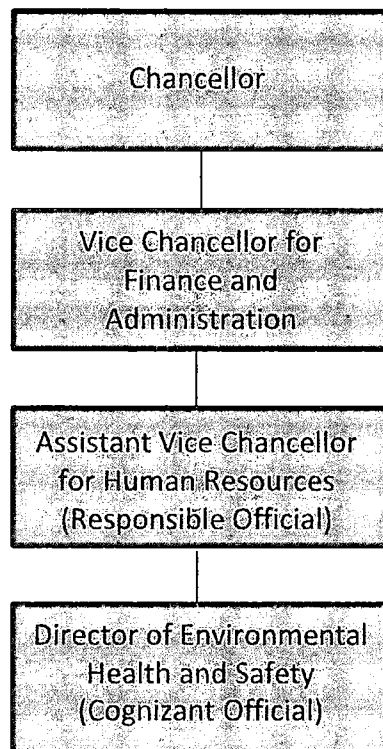 Chancellor
Vice Chancellor for
Finance and
Administration
Assistant Vice Chancellor
for Human Resources
(Responsible Official)
Director of Environmental
Health and Safety
(Cognizant Official)